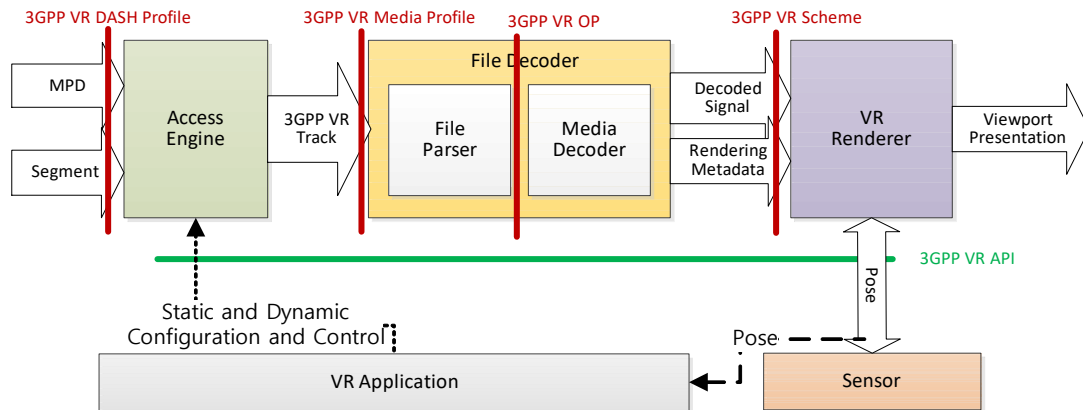 3GPP VR DASH Profile
3GPP VR Media Profile
3GPP VR OP
3GPP VR Scheme
MPD
Segment
Access
Engine
3GPP VR
Track
File Decoder
File
Parser
Media
Decoder
Decoded
Signal
Rendering
Metadata
VR
Renderer
Viewport
Presentation
3GPP VR API
Pose
Static and Dynamic
Configuration and Control
Pose
VR Application
Sensor